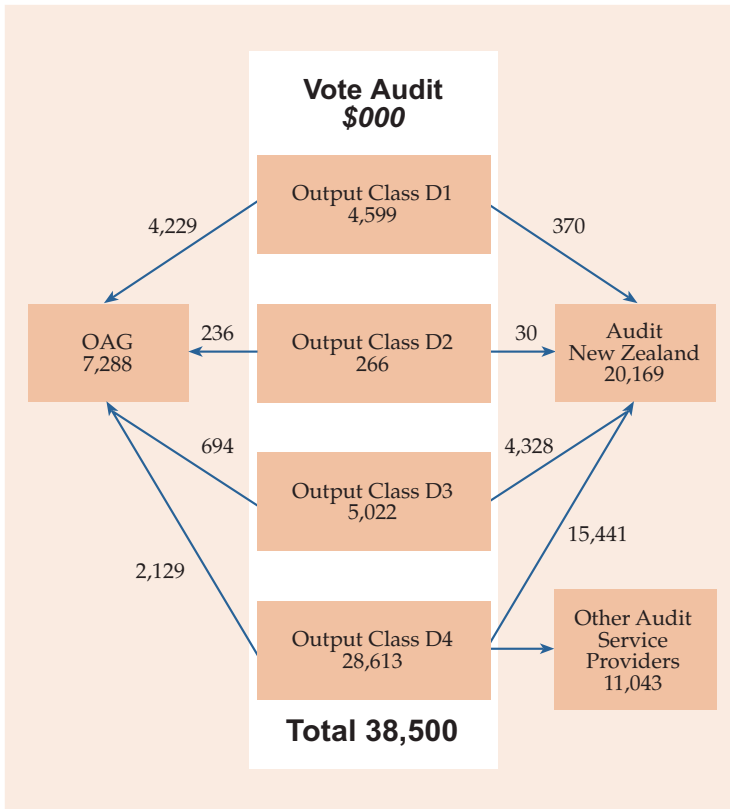 Vote Audit
$000
Output Class D1
4,599
4,229
370
OAG
7,288
236
Output Class D2
266
30
Audit
New Zealand
20,169
694
Output Class D3
5,022
4,328
2,129
15,441
Output Class D4
28,613
Other Audit
Service
Providers
11,043
Total 38,500